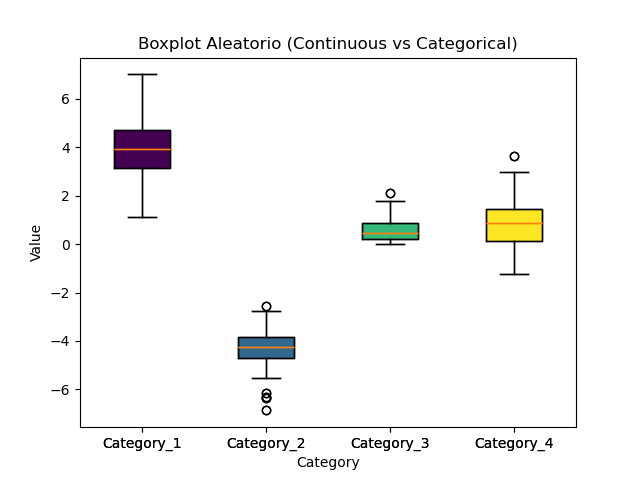 Boxplot Aleatorio (Continuous vs Categorical)
Value
6
4
2
0
−2
−4
−6
Category_1 Category_2 Category_3 Category_4
Category